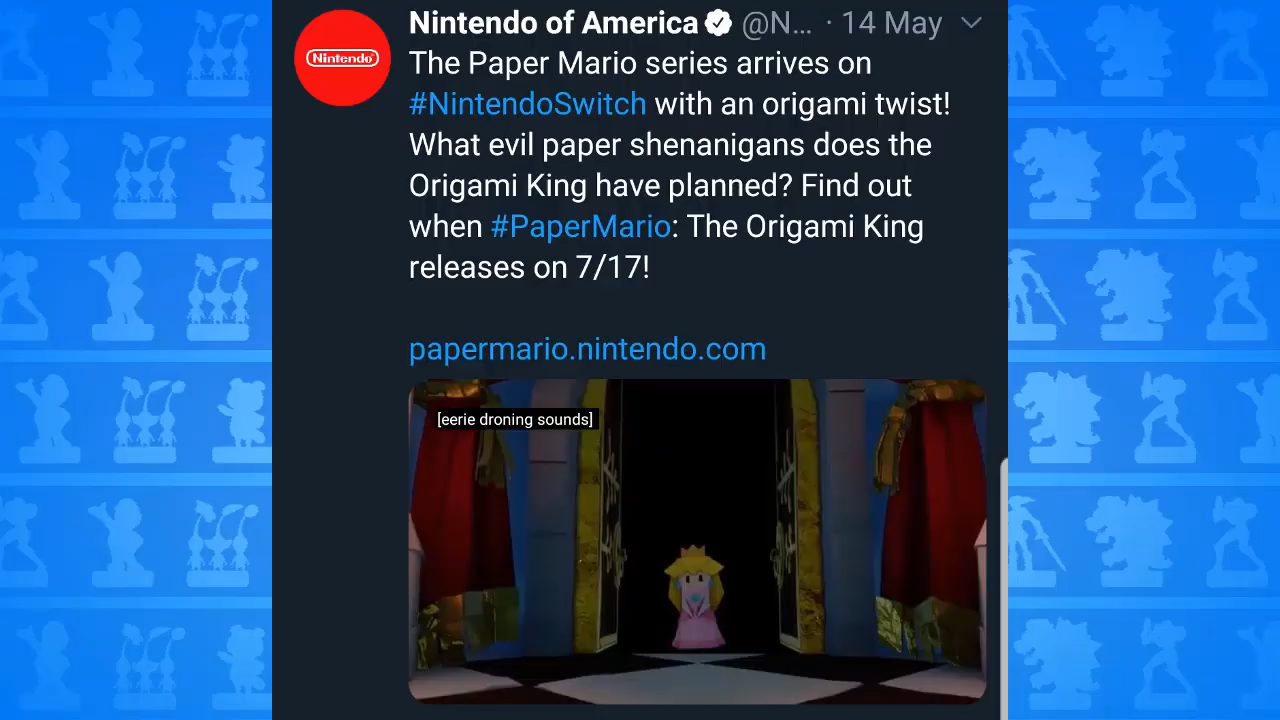 Nintendo of America @N... · 14 May
Nintendo
The Paper Mario series arrives on
#NintendoSwitch with an origami twist!
What evil paper shenanigans does the
Origami King have planned? Find out
when #PaperMario: The Origami King
releases on 7/17!
papermario.nintendo.com
[eerie droning sounds]